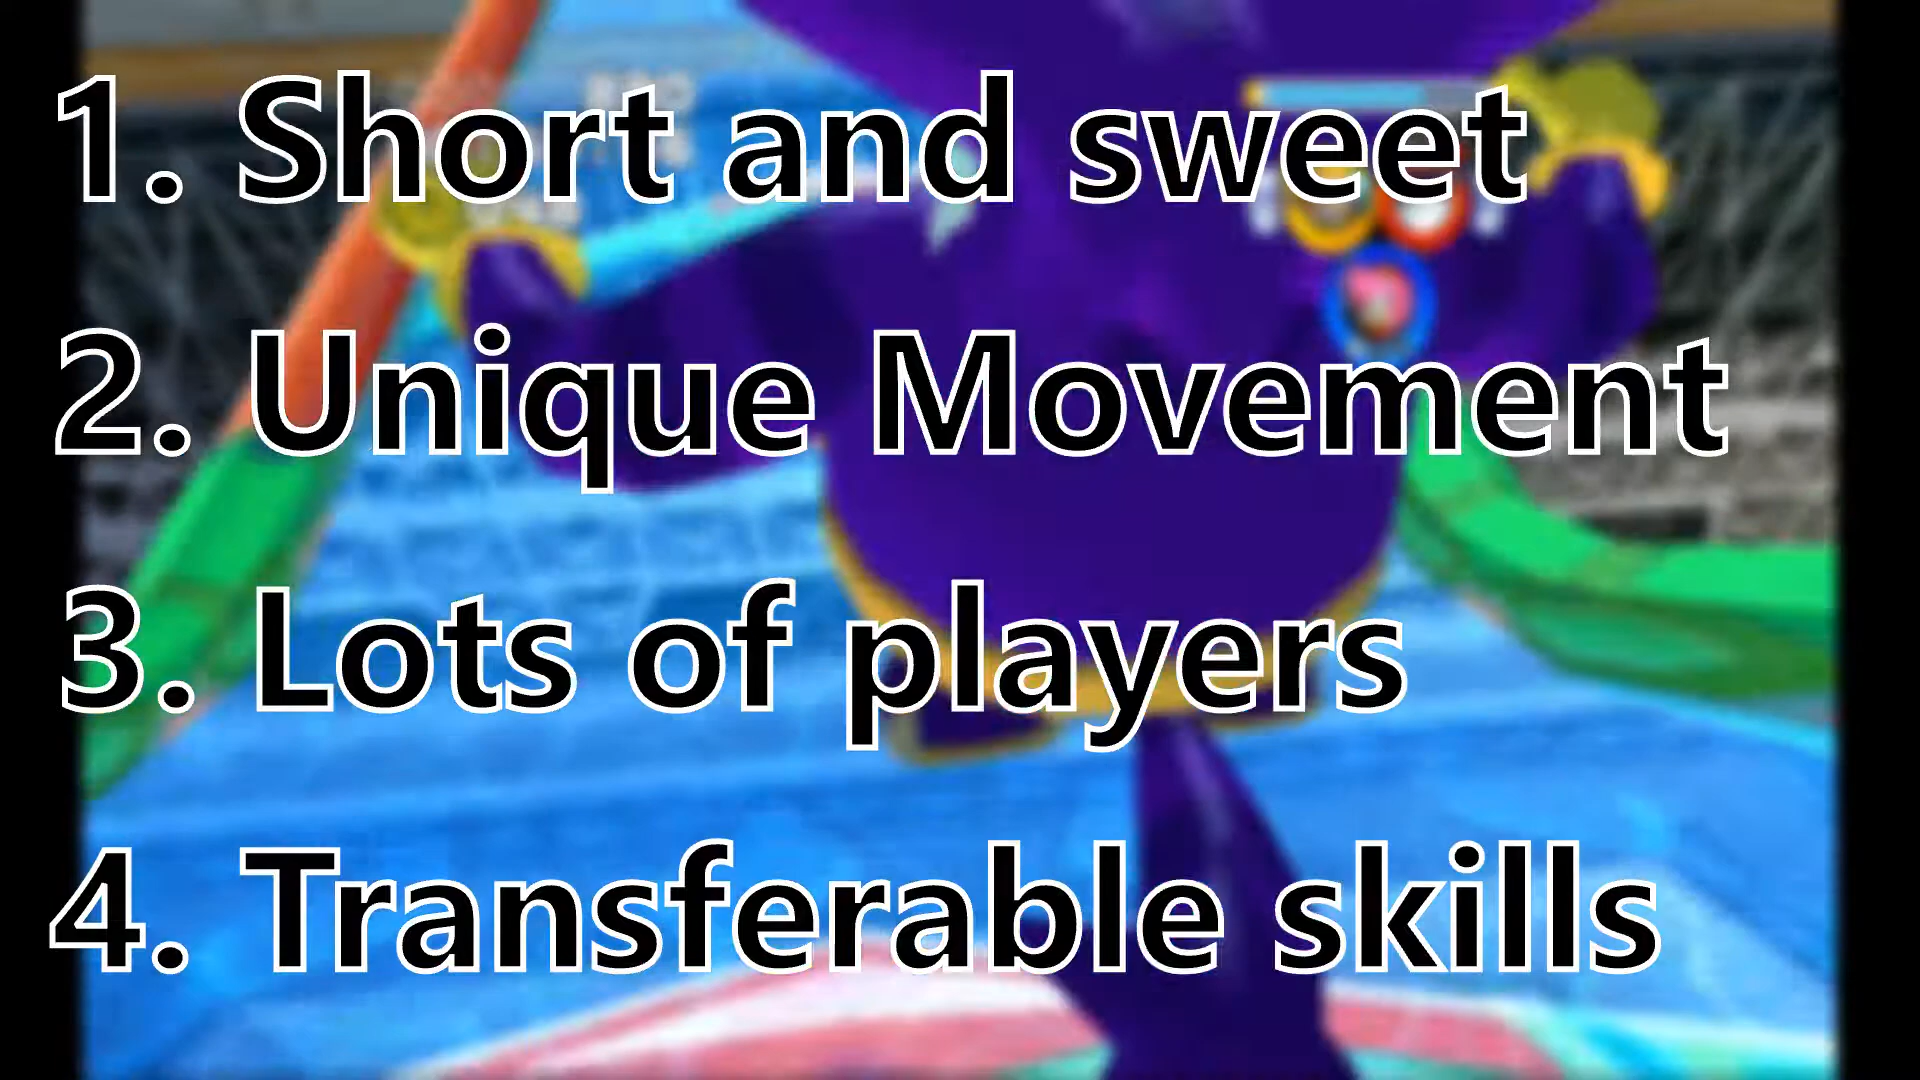 1. Short and sweet
2. Unique Movement
3. Lots of players
4. Transferable skills